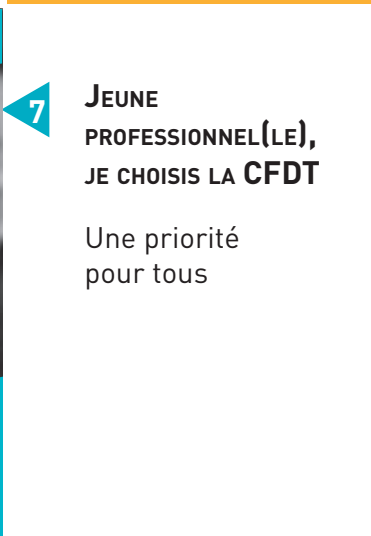 7
Jeune
professionnel(le),
je choisis la CFDT
Une priorité
pour tous